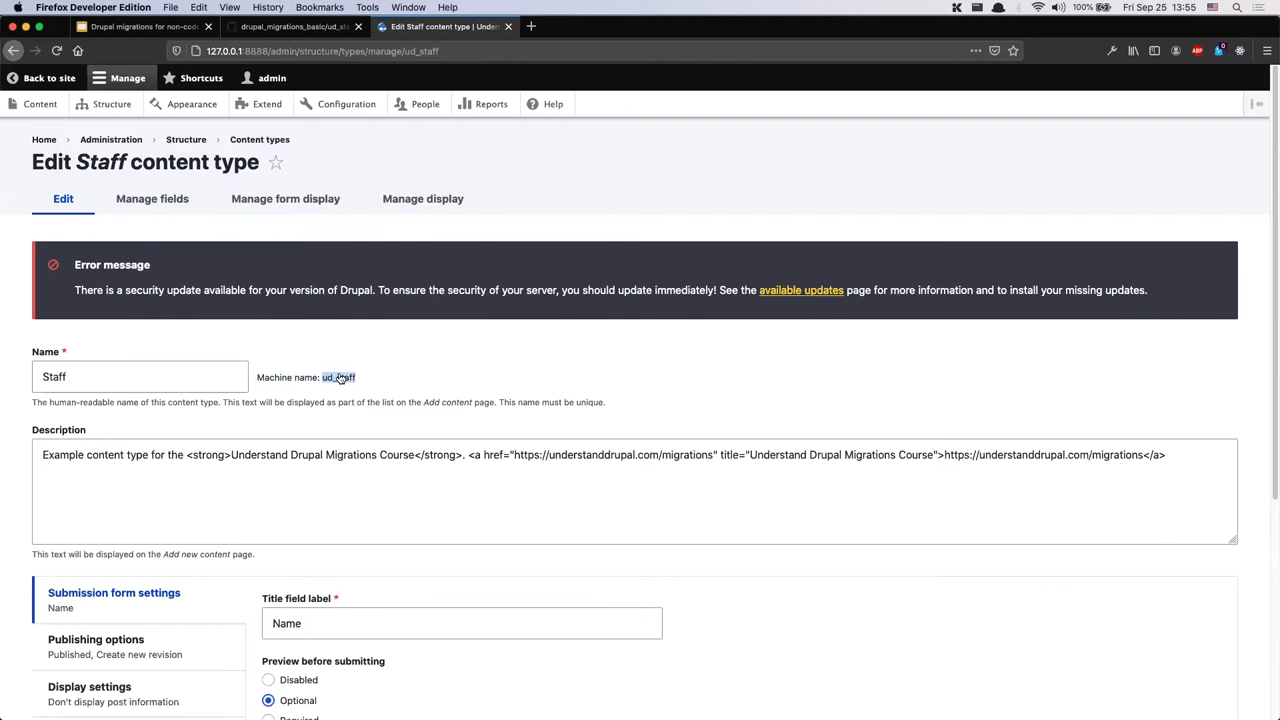 Firefox Developer Edition File Edit View History Bookmarks Tools Window Help 100% Fri Sep 25 13:55
Drupal migrations for non-code
drupal_migrations_basic/ud_st
Edit Staff content type | Under
127.0.0.1:8888/admin/structure/types/manage/ud_staff
Back to site Manage Shortcuts admin
Content Structure Appearance Extend Configuration People Reports Help
Home › Administration › Structure › Content types
Edit Staff content type
Edit Manage fields Manage form display Manage display
Error message
There is a security update available for your version of Drupal. To ensure the security of your server, you should update immediately! See the available updates page for more information and to install your missing updates.
Name *
Staff
Machine name: ud_staff
The human-readable name of this content type. This text will be displayed as part of the list on the Add content page. This name must be unique.
Description
Example content type for the <strong>Understand Drupal Migrations Course</strong>. <a href="https://understanddrupal.com/migrations" title="Understand Drupal Migrations Course">https://understanddrupal.com/migrations</a>
This text will be displayed on the Add new content page.
Submission form settings
Name
Publishing options
Published, Create new revision
Display settings
Don't display post information
Title field label *
Name
Preview before submitting
Disabled
Optional
Required